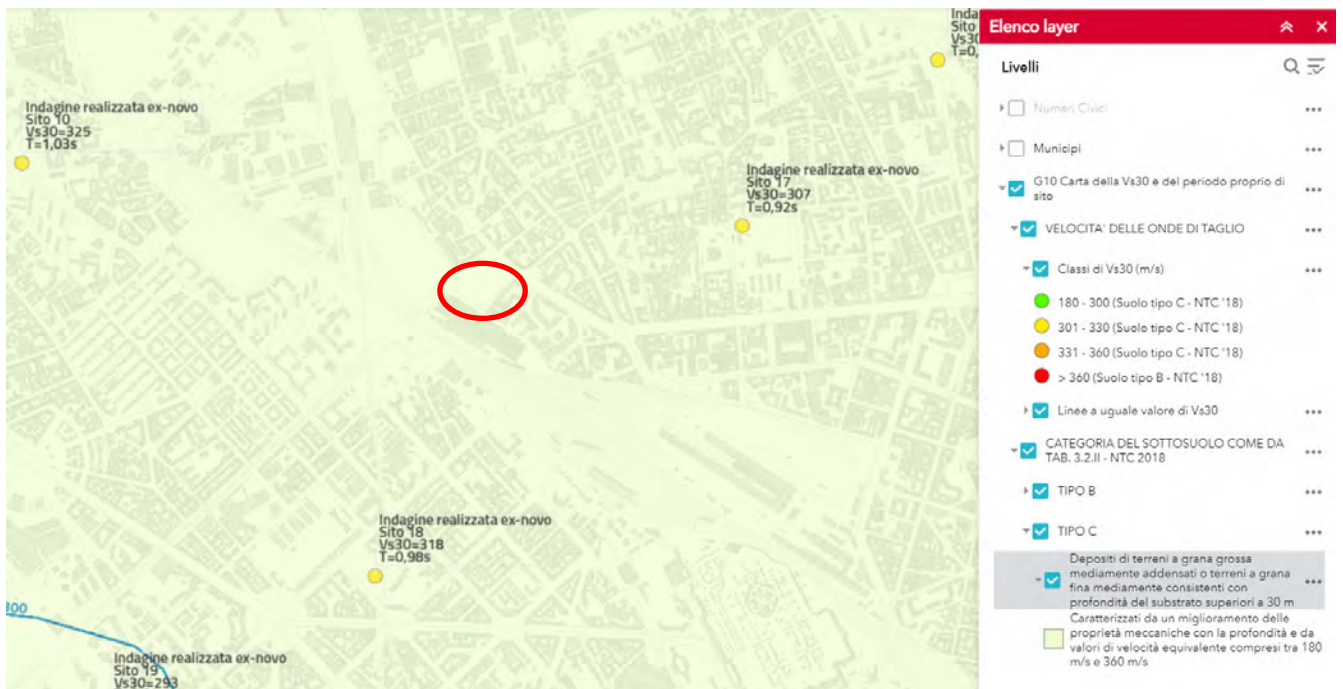 Indagine realizzata ex-novo
Sito 10
Vs30=325
T=1,03s
Inda
Sito
Vs30
T=0,
Indagine realizzata ex-novo
Sito 17
Vs30=307
T=0,92s
Indagine realizzata ex-novo
Sito 18
Vs30=318
T=0,98s
300
Indagine realizzata ex-novo
Sito 19
Vs30=293
Elenco layer
Livelli
Numeri Civici
Municipi
G10 Carta della Vs30 e del periodo proprio di
sito
VELOCITA' DELLE ONDE DI TAGLIO
Classi di Vs30 (m/s)
180 - 300 (Suolo tipo C - NTC '18)
301 - 330 (Suolo tipo C - NTC '18)
331 - 360 (Suolo tipo C - NTC '18)
> 360 (Suolo tipo B - NTC '18)
Linee a uguale valore di Vs30
CATEGORIA DEL SOTTOSUOLO COME DA
TAB. 3.2.II - NTC 2018
TIPO B
TIPO C
Depositi di terreni a grana grossa
mediamente addensati o terreni a grana
fina mediamente consistenti con
profondità del substrato superiori a 30 m
Caratterizzati da un miglioramento delle
proprietà meccaniche con la profondità e da
valori di velocità equivalente compresi tra 180
m/s e 360 m/s